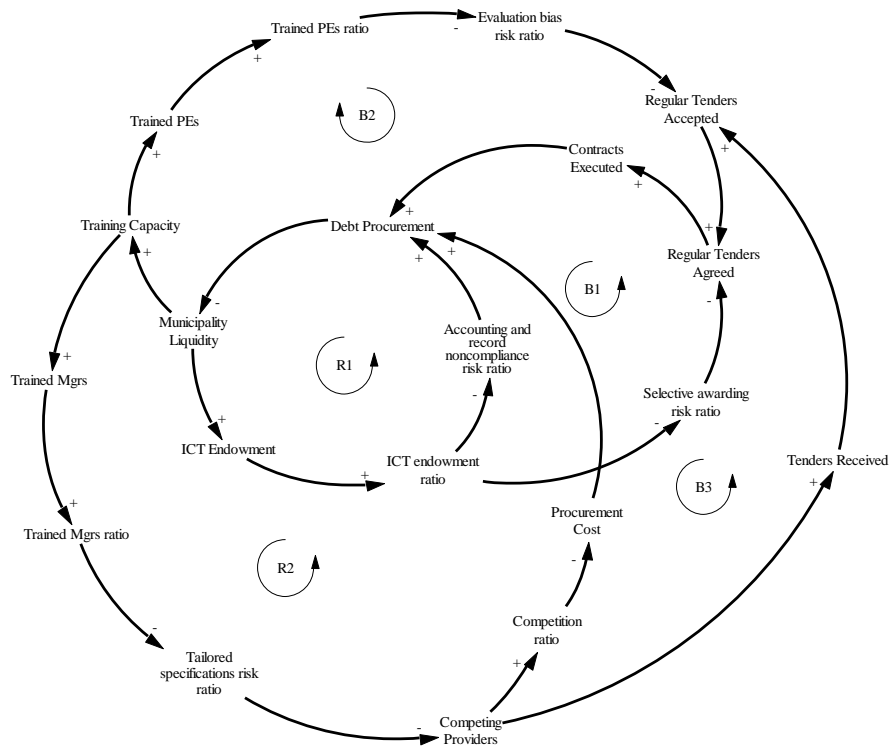 Trained PEs ratio
+
-
Evaluation bias
risk ratio
-
Regular Tenders
Accepted
+
+
B2
Trained PEs
+
Contracts
Executed
+
+
Training Capacity
+
Debt Procurement
+
+
+
Regular Tenders
Agreed
-
B1
-
Municipality
Liquidity
Accounting and
record
noncompliance
risk ratio
-
R1
+
Trained Mgrs
Selective awarding
risk ratio
-
+
ICT Endowment
+
ICT endowment
ratio
Tenders Received
+
B3
+
Trained Mgrs ratio
Procurement
Cost
-
R2
Competition
ratio
+
-
Tailored
specifications risk
ratio
-
Competing
Providers